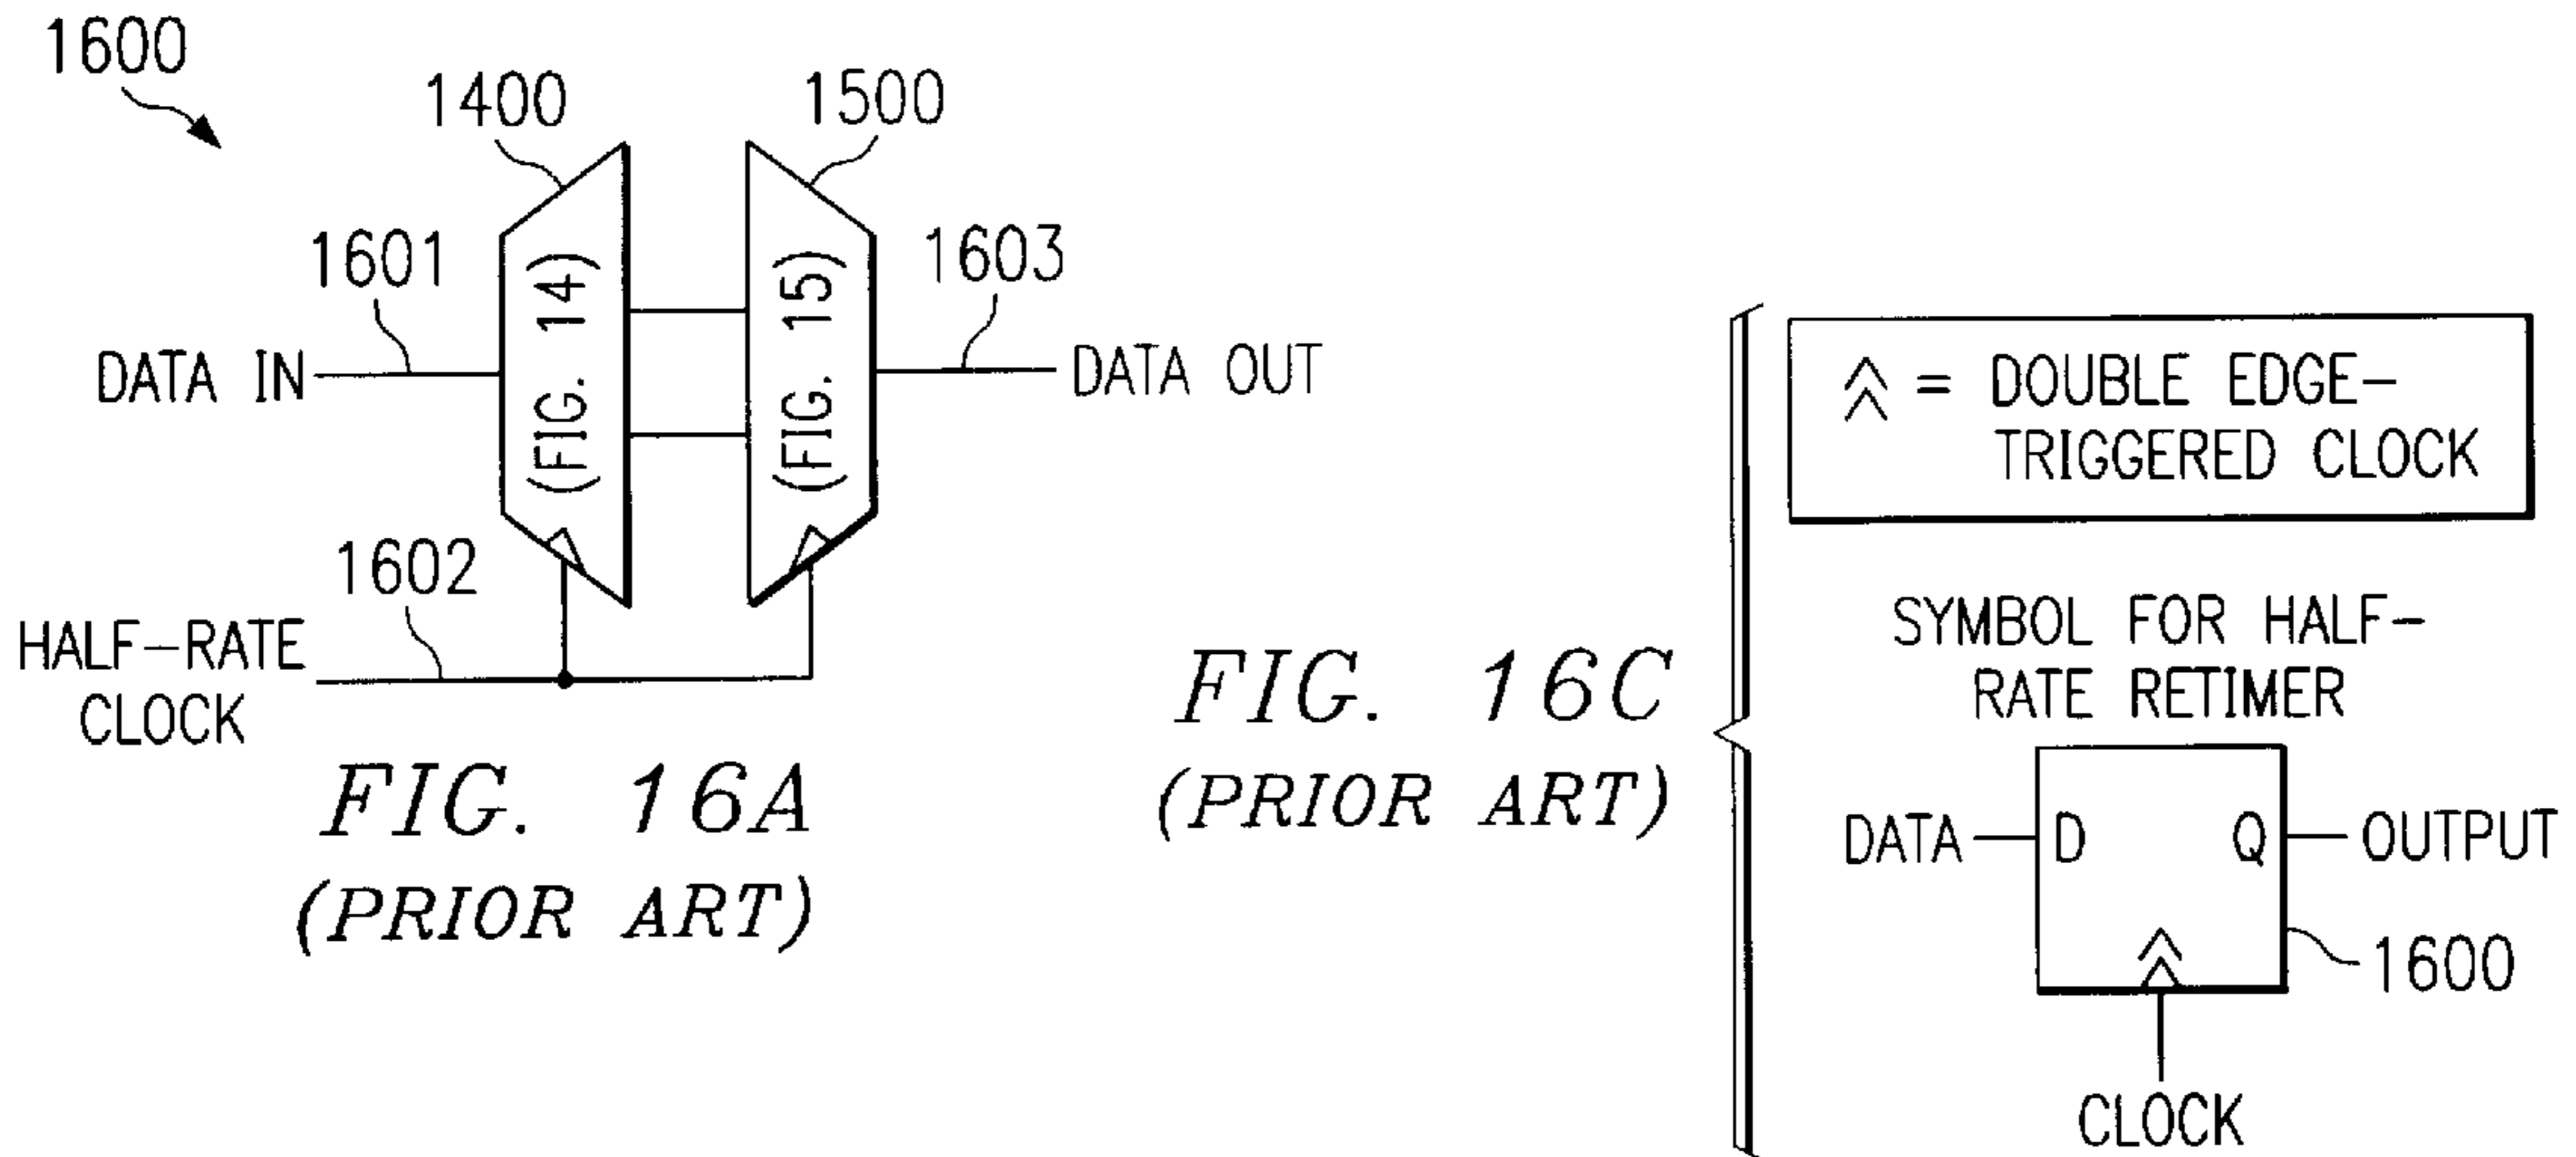 1600
1400
1500
1601
(FIG. 14)
(FIG. 15)
1603
DATA IN
DATA OUT
1602
HALF-RATE
CLOCK
FIG. 16A
(PRIOR ART)
FIG. 16C
(PRIOR ART)
= DOUBLE EDGE-
TRIGGERED CLOCK
SYMBOL FOR HALF-
RATE RETIMER
DATA
D
Q
OUTPUT
1600
CLOCK